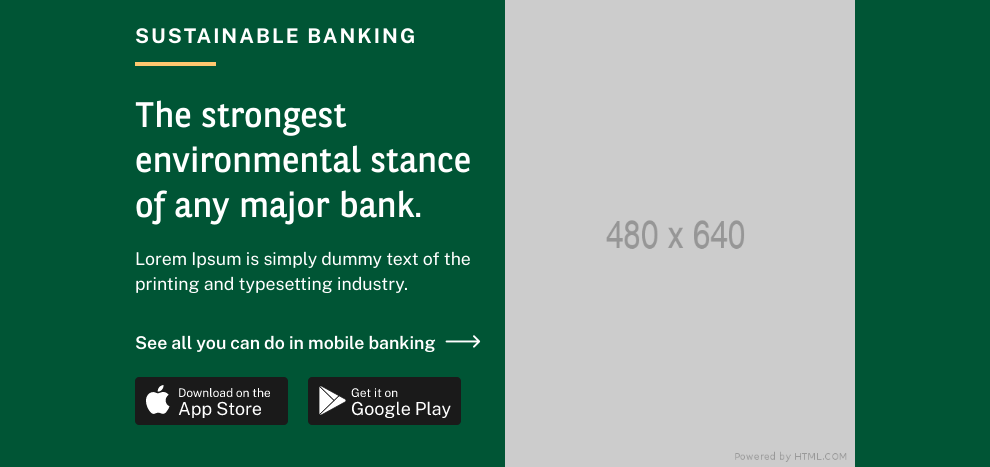 SUSTAINABLE BANKING
The strongest
environmental stance
of any major bank.
Lorem Ipsum is simply dummy text of the
printing and typesetting industry.
See all you can do in mobile banking
Download on the
App Store
Get it on
Google Play
480 x 640
Powered by HTML.COM